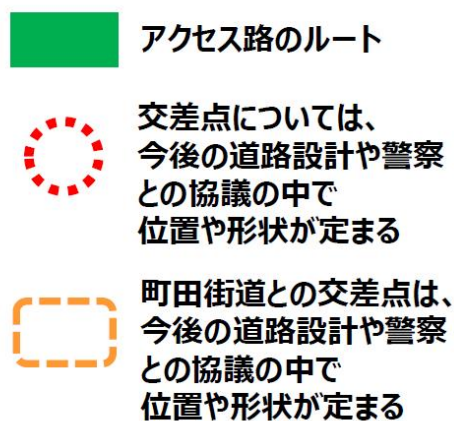 アクセス路のルート
交差点については、
今後の道路設計や警察
との協議の中で
位置や形状が定まる
町田街道との交差点は、
今後の道路設計や警察
との協議の中で
位置や形状が定まる